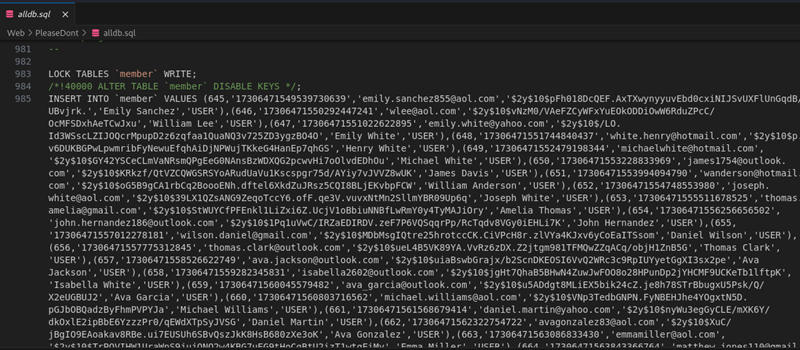 alldb.sql ×
Web > PleaseDont > alldb.sql
981 --
982
983 LOCK TABLES `member` WRITE;
984 /*!40000 ALTER TABLE `member` DISABLE KEYS */;
985 INSERT INTO `member` VALUES (645,'17306471549539730639','emily.sanchez855@aol.com','$2y$10$pFh018DcQEF.AxTXwynyyuvEbd0cxiNIJSvUXFlUnGqdB/
UBvjrk.','Emily Sanchez','USER'),(646,'17306471550292447241','wlee@aol.com','$2y$10$vNzM0/VAeFZCyWFxYuEOkODDiOwW6RduZPcC/
OcMFSDxhAeTCwJxu','William Lee','USER'),(647,'17306471551022622895','emily.white@yahoo.com','$2y$10$/LO.
Id3WSscLZIJOQcrMpupD2z6zqfaa1QuaNQ3v725ZD3ygzBO4O','Emily White','USER'),(648,'17306471551744840437','white.henry@hotmail.com','$2y$10$p.
v6DUKBGPwLpwmribFyNewuEfqhAiDjNPWujTKkeG4HanEp7qhGS','Henry White','USER'),(649,'17306471552479198344','michaelwhite@hotmail.com',
'$2y$10$GY42YSCeCLmVaNRsmQPgEeG0NAnsBzWDXQG2pcwvHi7oOlvdEDhOu','Michael White','USER'),(650,'17306471553228833969','james1754@outlook.
com','$2y$10$KRkzf/QtVZCQWGSRSYoARudUaVu1Kscspgr75d/AYiy7vJVVZ8wUK','James Davis','USER'),(651,'17306471553994094790','wanderson@hotmail.
com','$2y$10$oG5B9gCA1rbCq2BoooENh.dftel6XkdZuJRsz5CQI8BLjEKvbpFCW','William Anderson','USER'),(652,'17306471554748553980','joseph.
white@aol.com','$2y$10$39LX1QZsANG9ZeqoTccY6.ofF.qe3V.vuvxNtMn2SllmYBR09Up6q','Joseph White','USER'),(653,'17306471555511678525','thomas.
amelia@gmail.com','$2y$10$StWUYCfPFEnkl1LiZxi6Z.UcjV1oBbiuNNBfLwRmY0y4TyMAJiOry','Amelia Thomas','USER'),(654,'17306471556256656502',
'john.hernandez186@outlook.com','$2y$10$1Pq1uVwC/IRZaEDIRDV.zeF7P6VQSqqrPp/RcTqdv8VGy0iEHLi7K','John Hernandez','USER'),(655,
'17306471557012278181','wilson.daniel@gmail.com','$2y$10$MDbMsgIQtre25hrotccCK.CiVPcH8r.zlVYa4KJxv6yCoEaITSsom','Daniel Wilson','USER'),
(656,'17306471557775312845','thomas.clark@outlook.com','$2y$10$ueL4B5VK89YA.VvRz6zDX.Z2jtgm981TFMQwZZqACq/objH1ZnB5G','Thomas Clark',
'USER'),(657,'17306471558526622749','ava.jackson@outlook.com','$2y$10$uiaBswbGrajx/b2ScnDKEOSI6VvQ2WRc3c9RpIUYyetGgXI3sx2pe','Ava
Jackson','USER'),(658,'17306471559282345831','isabella2602@outlook.com','$2y$10$jgHt7QhaB5BHwN4ZuwJwFOO8o28HPunDp2jYHCMF9UCKeTb1lftpK',
'Isabella White','USER'),(659,'17306471560045579482','ava_garcia@outlook.com','$2y$10$u5ADdgt8MLiEX5bik24cZ.je8h78STrBbugxU5Psk/Q/
X2eUGBUJ2','Ava Garcia','USER'),(660,'17306471560803716562','michael.williams@aol.com','$2y$10$VNp3TedbGNPN.FyNBEHJhe4YOgxtN5D.
pGJbOBQadzByFhmPVPYJa','Michael Williams','USER'),(661,'17306471561568679414','daniel.martin@yahoo.com','$2y$10$nyWu3egGyCLE/mXK6Y/
dkOxlE2ipBbE6YzzzPr0/qEWdXTpSyJVSG','Daniel Martin','USER'),(662,'17306471562322754722','avagonzalez83@aol.com','$2y$10$XuC/
jBgIO9EAoakav8RBe.ui7EUSUh6SBvQszJkK8HsB680zXe3oK','Ava Gonzalez','USER'),(663,'17306471563086833430','emmamiller@aol.com',